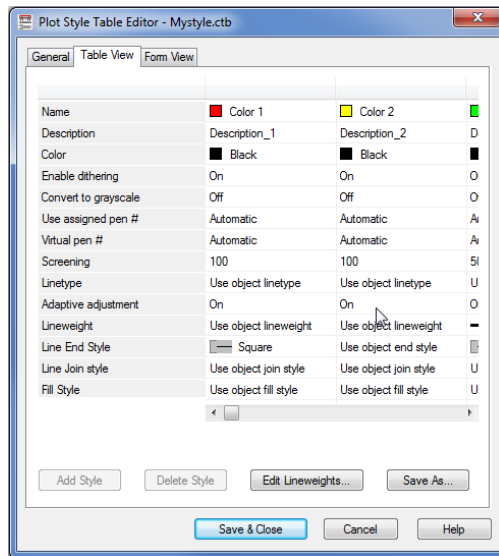 Plot Style Table Editor - Mystyle.ctb
General Table View Form View
Name Color 1 Color 2
Description Description_1 Description_2 D
Color Black Black
Enable dithering On On O
Convert to grayscale Off Off O
Use assigned pen # Automatic Automatic A
Virtual pen # Automatic Automatic A
Screening 100 100 50
Linetype Use object linetype Use object linetype U
Adaptive adjustment On On O
Lineweight Use object lineweight Use object lineweight
Line End Style Square Use object end style
Line Join style Use object join style Use object join style U
Fill Style Use object fill style Use object fill style U
Add Style Delete Style Edit Lineweights... Save As...
Save & Close Cancel Help